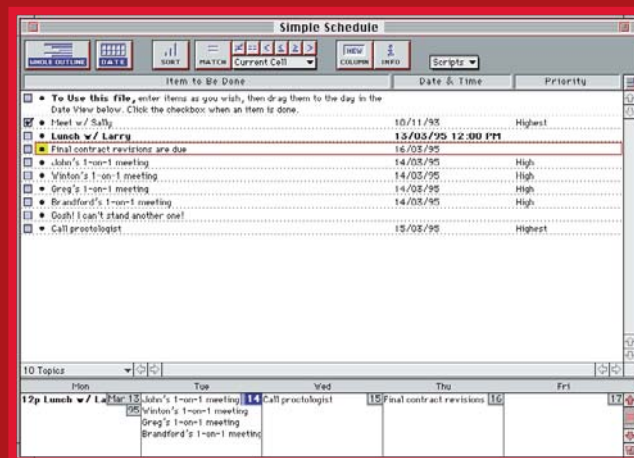 Simple Schedule
WHOLE OUTLINE DATE SORT MATCH = ≠ == < ≤ ≥ > Current Cell NEW COLUMN INFO Scripts
Item to Be Done Date & Time Priority
To Use this file, enter items as you wish, then drag them to the day in the
Date View below. Click the checkbox when an item is done.
Meet w/ Sally 10/11/93 Highest
Lunch w/ Larry 13/03/95 12:00 PM
Final contract revisions are due 16/03/95
John's 1-on-1 meeting 14/03/95 High
Winton's 1-on-1 meeting 14/03/95 High
Greg's 1-on-1 meeting 14/03/95 High
Brandford's 1-on-1 meeting 14/03/95 High
Gosh! I can't stand another one!
Call proctologist 15/03/95 Highest
10 Topics
Mon Tue Wed Thu Fri
12p Lunch w/ La Mar 13 John's 1-on-1 meeting 14 Call proctologist 15 Final contract revisions 16 17
95 Winton's 1-on-1 meeting
Greg's 1-on-1 meeting
Brandford's 1-on-1 meeting